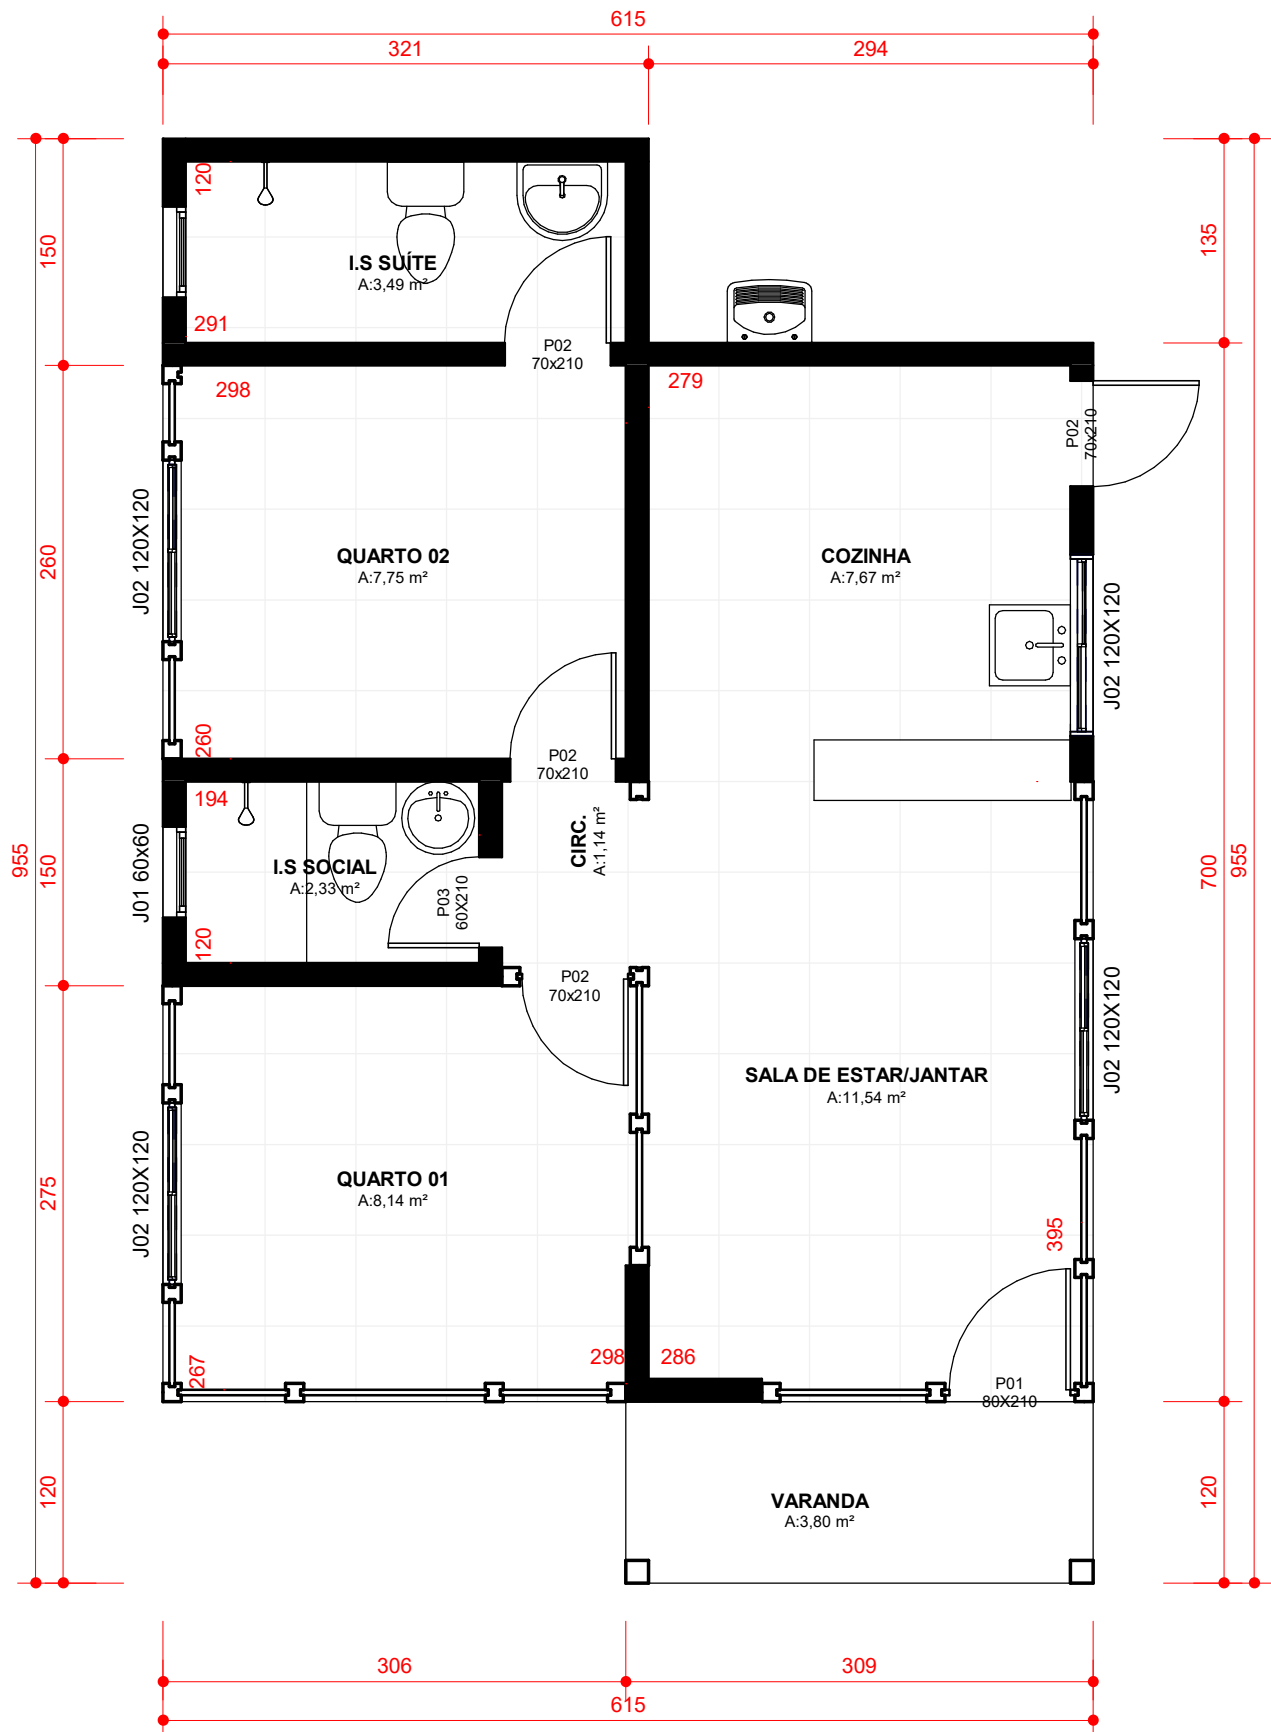 615
321
294
120
150
135
I.S SUÍTE
A:3,49 m²
291
P02
70x210
298
279
P02
70x210
J02 120X120
260
QUARTO 02
A:7,75 m²
COZINHA
A:7,67 m²
J02 120X120
260
P02
70x210
194
CIRC.
A:1,14 m²
955
150
J01 60x60
I.S SOCIAL
A:2,33 m²
P03
60X210
700
955
120
P02
70x210
J02 120X120
SALA DE ESTAR/JANTAR
A:11,54 m²
275
J02 120X120
QUARTO 01
A:8,14 m²
395
267
298
286
P01
80X210
120
VARANDA
A:3,80 m²
120
306
309
615